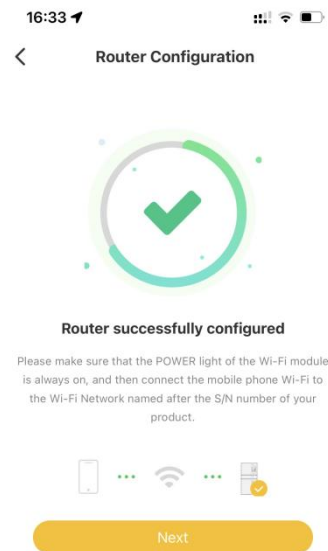 16:33
Router Configuration
Router successfully configured
Please make sure that the POWER light of the Wi-Fi module
is always on, and then connect the mobile phone Wi-Fi to
the Wi-Fi Network named after the S/N number of your
product.
Next